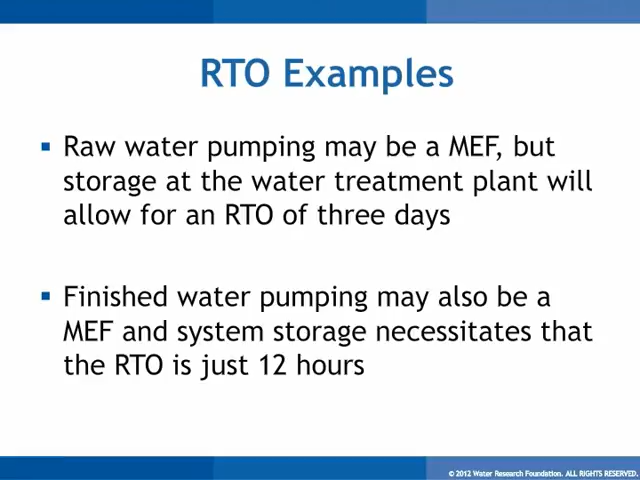 RTO Examples
Raw water pumping may be a MEF, but
storage at the water treatment plant will
allow for an RTO of three days
Finished water pumping may also be a
MEF and system storage necessitates that
the RTO is just 12 hours
© 2012 Water Research Foundation. ALL RIGHTS RESERVED.